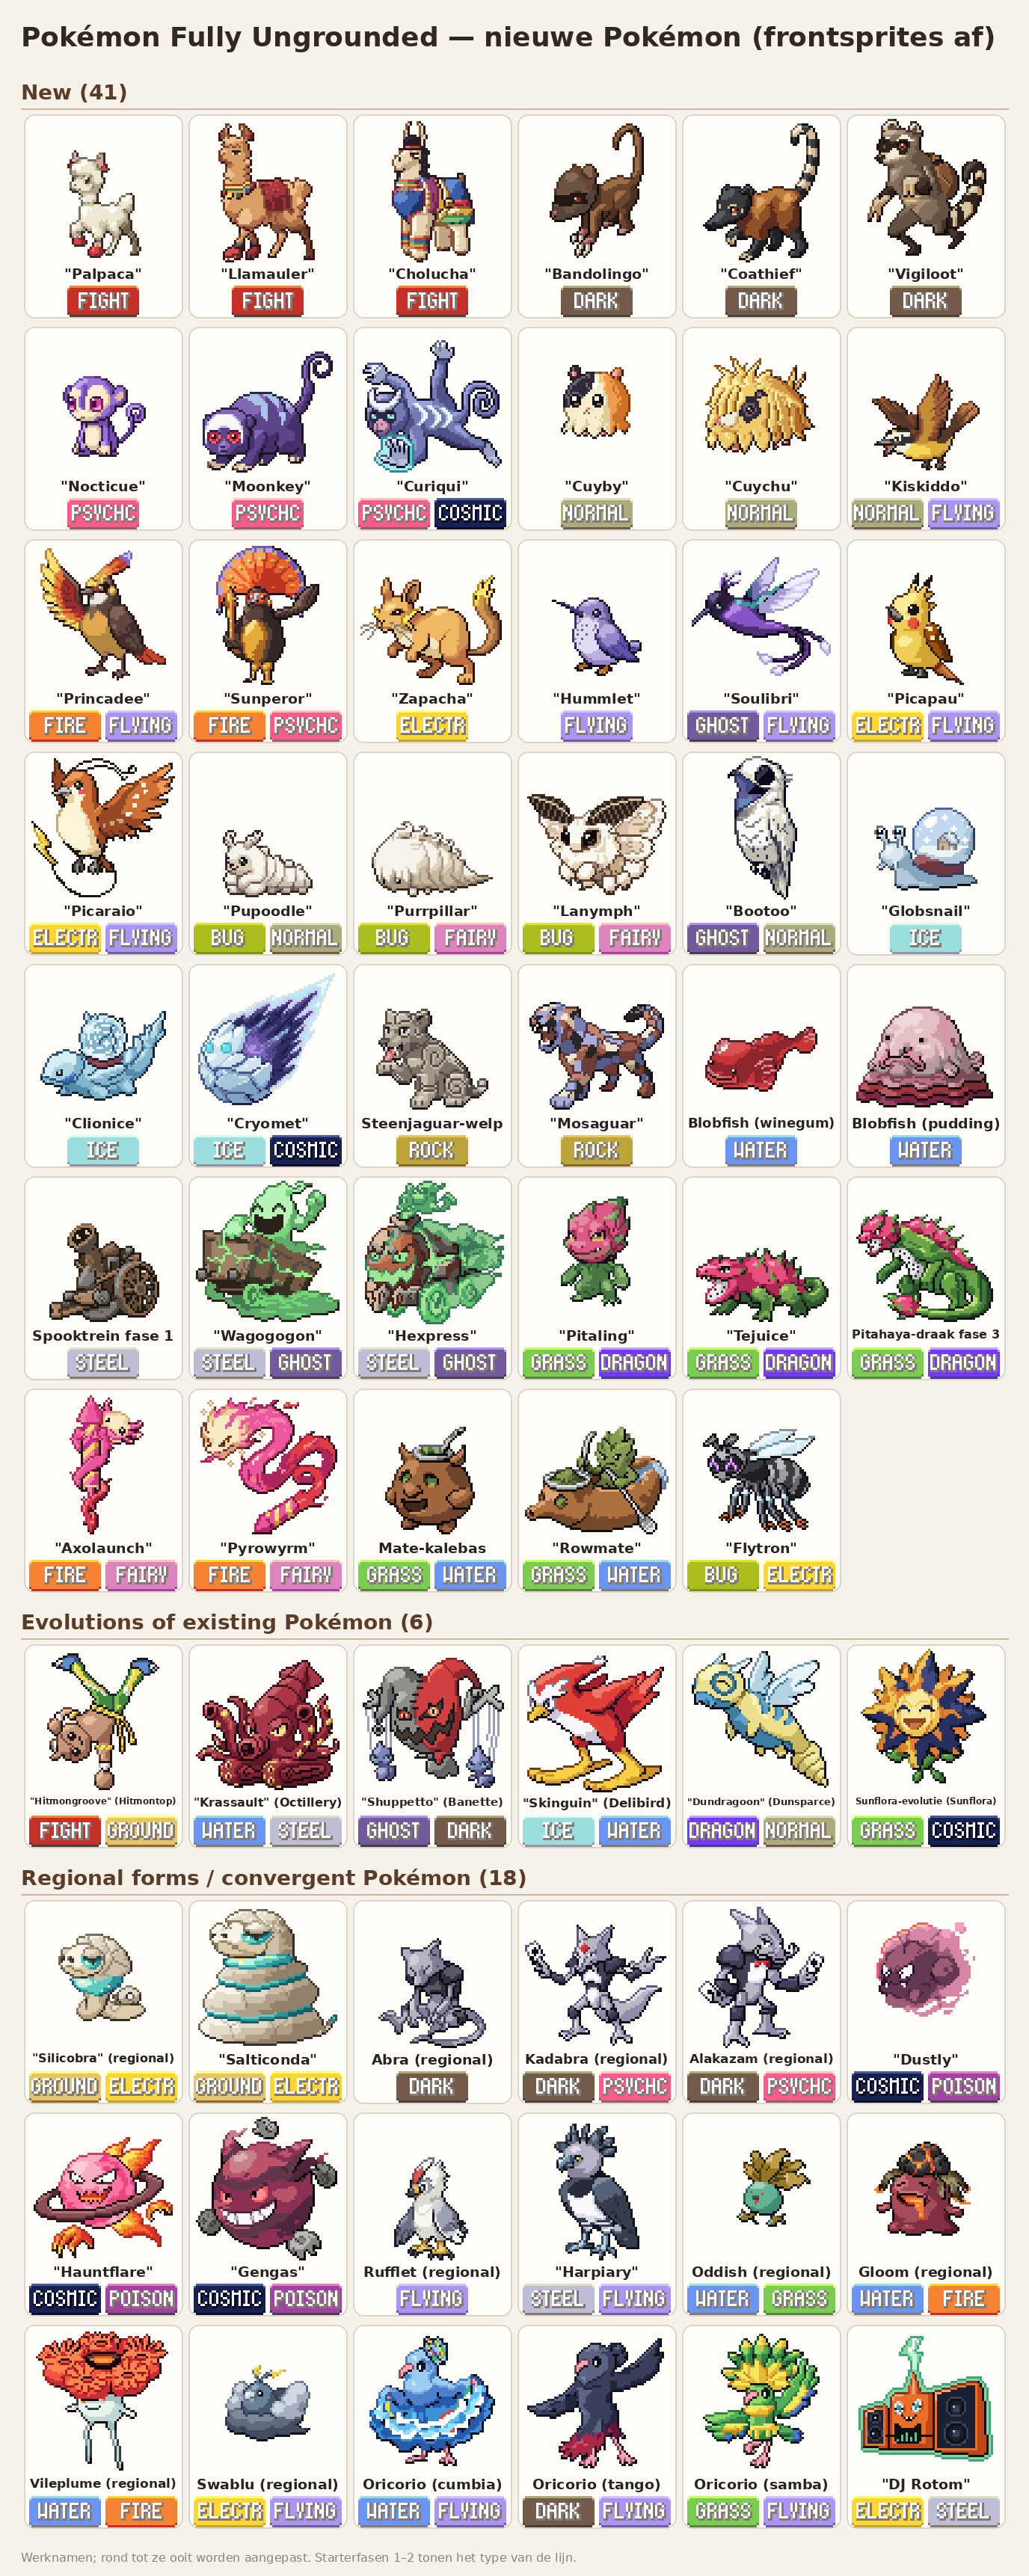 Pokémon Fully Ungrounded — nieuwe Pokémon (frontsprites af)
New (41)
"Palpaca" "Llamauler" "Cholucha" "Bandolingo" "Coathief" "Vigiloot"
FIGHT FIGHT FIGHT DARK DARK DARK
"Nocticue" "Moonkey" "Curiqui" "Cuyby" "Cuychu" "Kiskiddo"
PSYCHC PSYCHC PSYCHC COSMIC NORMAL NORMAL NORMAL FLYING
"Princadee" "Sunperor" "Zapacha" "Hummlet" "Soulibri" "Picapau"
FIRE FLYING FIRE PSYCHC ELECTR FLYING GHOST FLYING ELECTR FLYING
"Picaraio" "Pupoodle" "Purrpillar" "Lanymph" "Bootoo" "Globsnail"
ELECTR FLYING BUG NORMAL BUG FAIRY BUG FAIRY GHOST NORMAL ICE
"Clionice" "Cryomet" Steenjaguar-welp "Mosaguar" Blobfish (winegum) Blobfish (pudding)
ICE ICE COSMIC ROCK ROCK WATER WATER
Spooktrein fase 1 "Wagogogon" "Hexpress" "Pitaling" "Tejuice" Pitahaya-draak fase 3
STEEL STEEL GHOST STEEL GHOST GRASS DRAGON GRASS DRAGON GRASS DRAGON
"Axolaunch" "Pyrowyrm" Mate-kalebas "Rowmate" "Flytron"
FIRE FAIRY FIRE FAIRY GRASS WATER GRASS WATER BUG ELECTR
Evolutions of existing Pokémon (6)
"Hitmongroove" (Hitmontop) "Krassault" (Octillery) "Shuppetto" (Banette) "Skinguin" (Delibird) "Dundragoon" (Dunsparce) Sunflora-evolutie (Sunflora)
FIGHT GROUND WATER STEEL GHOST DARK ICE WATER DRAGON NORMAL GRASS COSMIC
Regional forms / convergent Pokémon (18)
"Silicobra" (regional) "Salticonda" Abra (regional) Kadabra (regional) Alakazam (regional) "Dustly"
GROUND ELECTR GROUND ELECTR DARK DARK PSYCHC DARK PSYCHC COSMIC POISON
"Hauntflare" "Gengas" Rufflet (regional) "Harpiary" Oddish (regional) Gloom (regional)
COSMIC POISON COSMIC POISON FLYING STEEL FLYING WATER GRASS WATER FIRE
Vileplume (regional) Swablu (regional) Oricorio (cumbia) Oricorio (tango) Oricorio (samba) "DJ Rotom"
WATER FIRE ELECTR FLYING WATER FLYING DARK FLYING GRASS FLYING ELECTR STEEL
Werknamen; rond tot ze ooit worden aangepast. Starterfasen 1–2 tonen het type van de lijn.